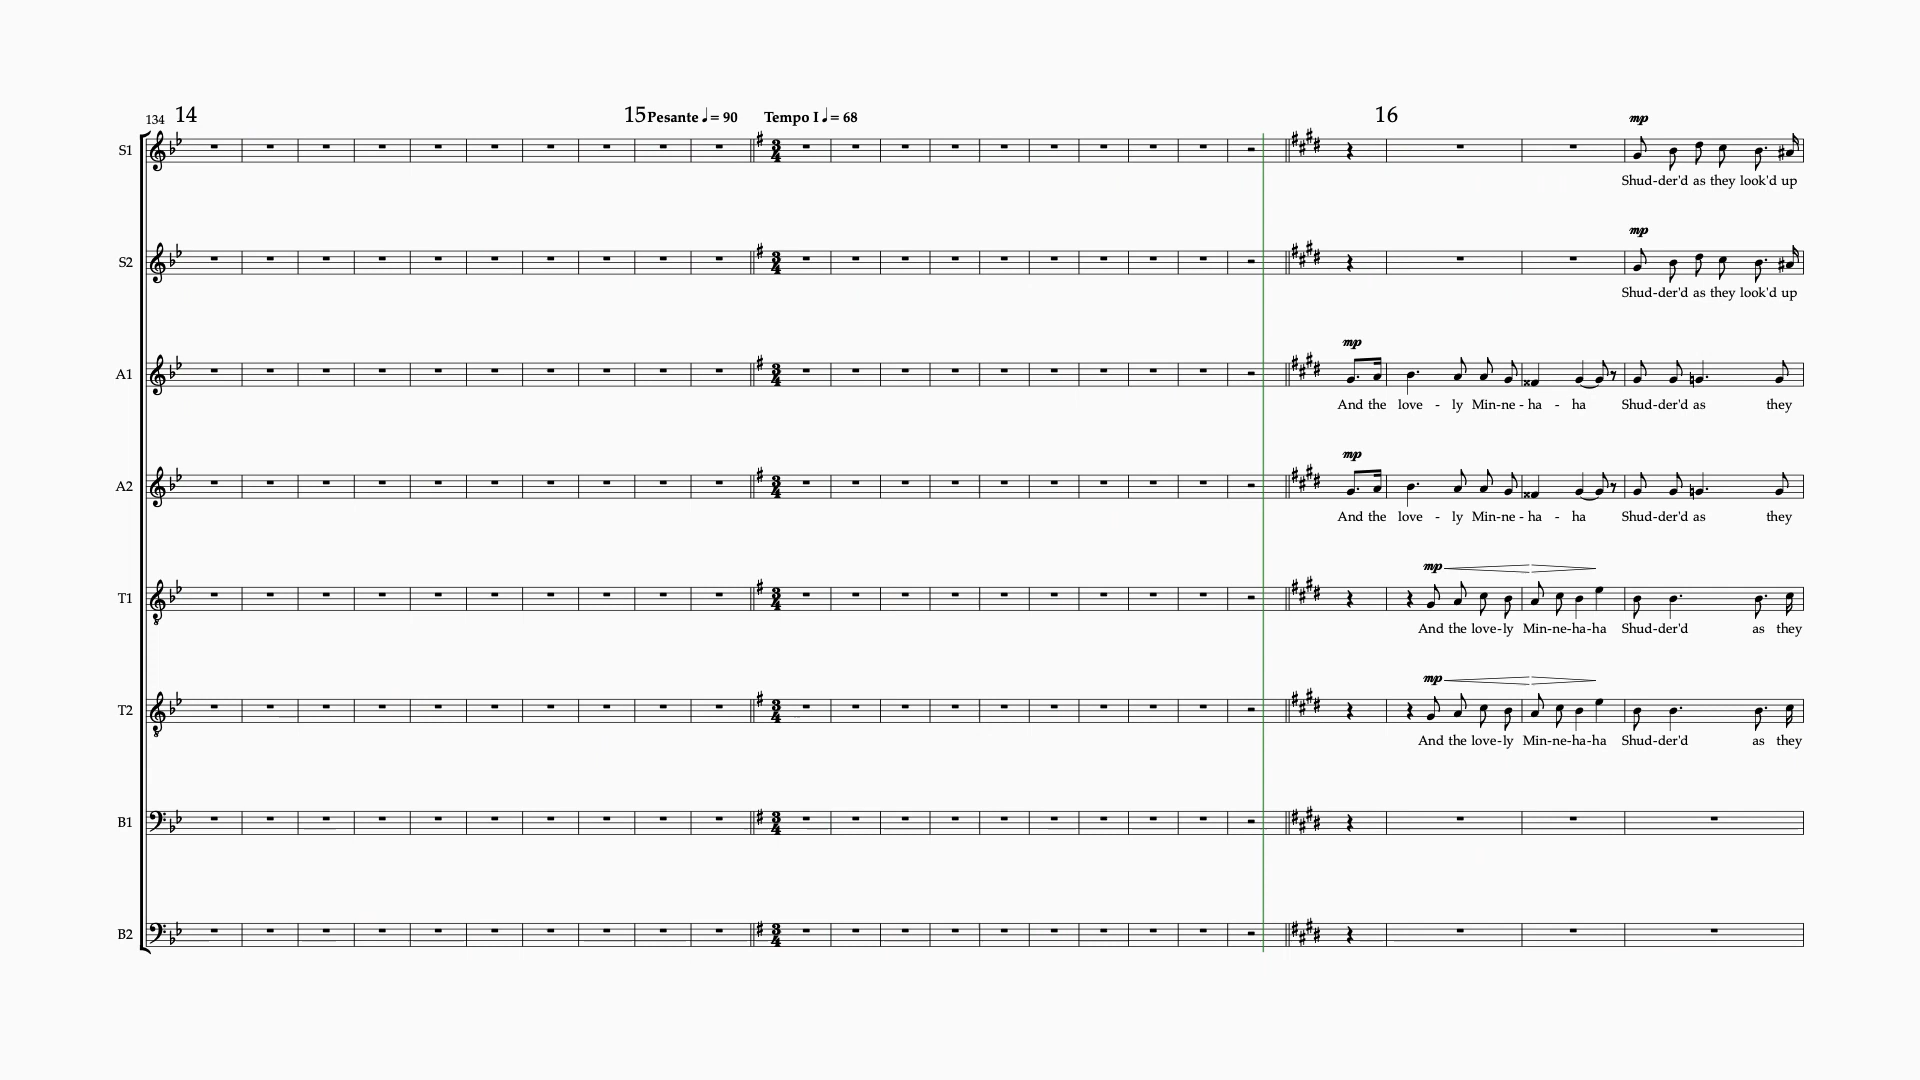 134 14 15 Pesante ♩ = 90 Tempo I ♩ = 68 16 mp
S1
Shud-der'd as they look'd up
mp
S2
Shud-der'd as they look'd up
mp
A1
And the love - ly Min-ne - ha - ha Shud-der'd as they
mp
A2
And the love - ly Min-ne - ha - ha Shud-der'd as they
mp
T1
And the love-ly Min-ne-ha-ha Shud-der'd as they
mp
T2
And the love-ly Min-ne-ha-ha Shud-der'd as they
B1
B2